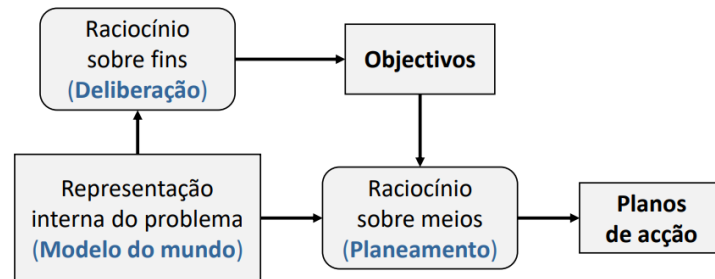 Raciocínio
sobre fins
(Deliberação)
Objectivos
Representação
interna do problema
(Modelo do mundo)
Raciocínio
sobre meios
(Planeamento)
Planos
de acção